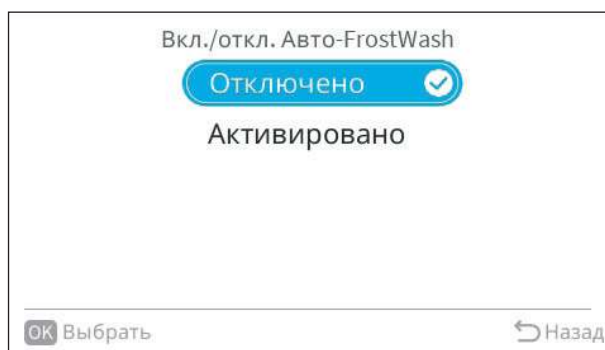 Вкл./откл. Авто-FrostWash
Отключено
Активировано
OK Выбрать
Назад